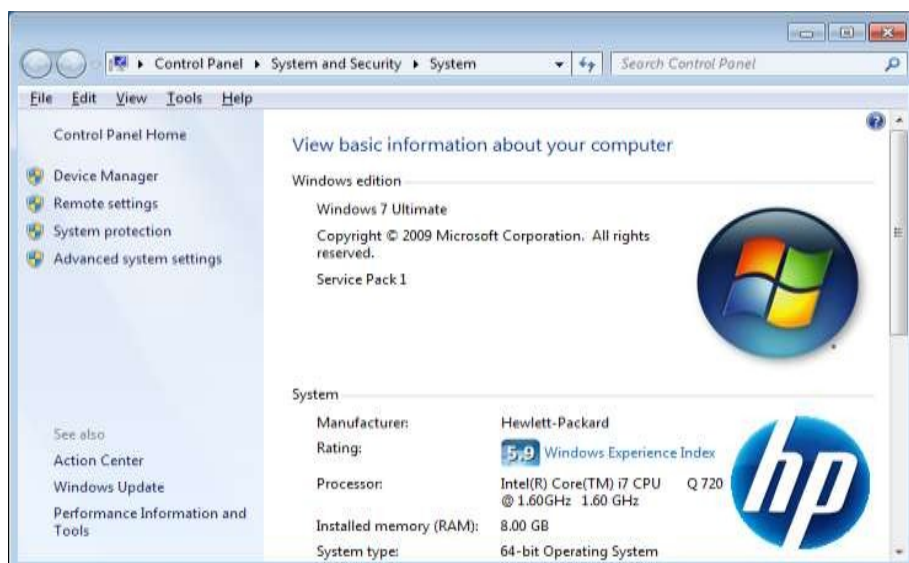 Control Panel ▸ System and Security ▸ System
Search Control Panel
File Edit View Tools Help
Control Panel Home
Device Manager
Remote settings
System protection
Advanced system settings
See also
Action Center
Windows Update
Performance Information and
Tools
View basic information about your computer
Windows edition
Windows 7 Ultimate
Copyright © 2009 Microsoft Corporation. All rights
reserved.
Service Pack 1
System
Manufacturer: Hewlett-Packard
Rating: 5,9 Windows Experience Index
Processor: Intel(R) Core(TM) i7 CPU Q 720
@ 1.60GHz 1.60 GHz
Installed memory (RAM): 8.00 GB
System type: 64-bit Operating System
hp